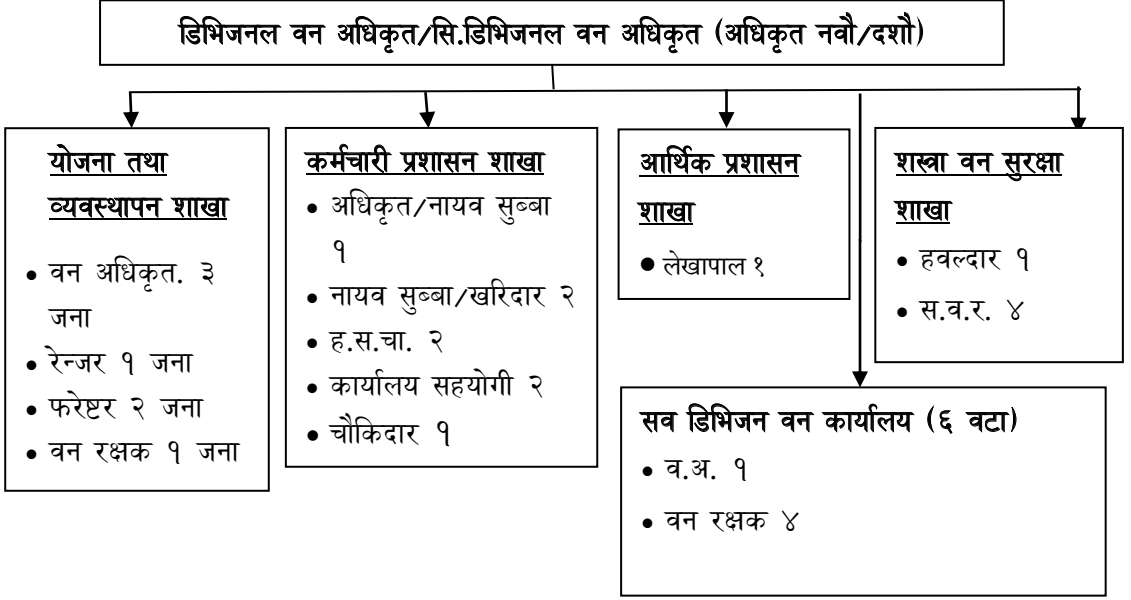 डिभिजनल वन अधिकृत/सि.डिभिजनल वन अधिकृत (अधिकृत नवौ/दशौ)
योजना तथा
व्यवस्थापन शाखा
• वन अधिकृत. ३
जना
• रेन्जर १ जना
• फरेष्टर २ जना
• वन रक्षक १ जना
कर्मचारी प्रशासन शाखा
• अधिकृत/नायव सुब्बा
१
• नायव सुब्बा/खरिदार २
• ह.स.चा. २
• कार्यालय सहयोगी २
• चौकिदार १
आर्थिक प्रशासन
शाखा
• लेखापाल १
शस्त्रा वन सुरक्षा
शाखा
• हवल्दार १
• स.व.र. ४
सव डिभिजन वन कार्यालय (६ वटा)
• व.अ. १
• वन रक्षक ४